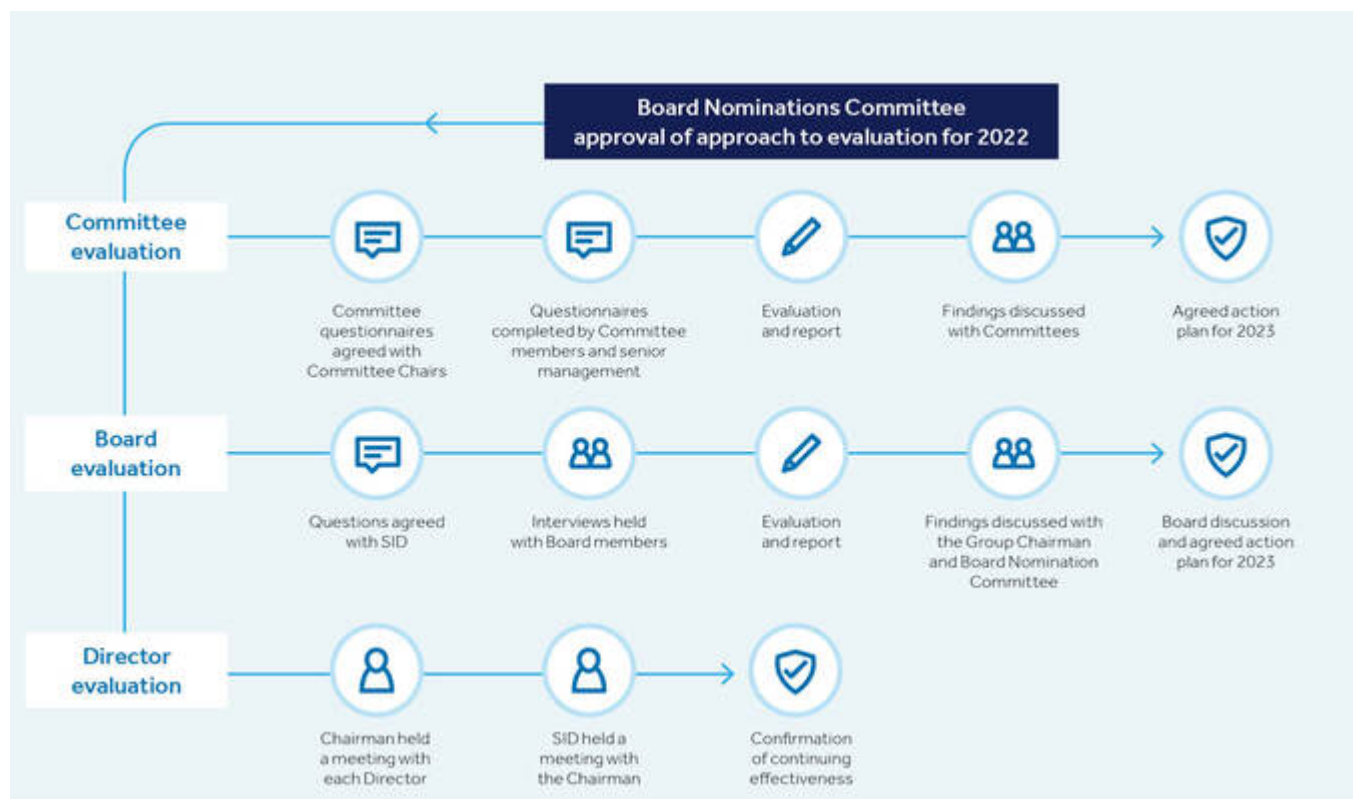 Board Nominations Committee
approval of approach to evaluation for 2022
Committee
evaluation
Committee
questionnaires
agreed with
Committee Chairs
Questionnaires
completed by Committee
members and senior
management
Evaluation
and report
Findings discussed
with Committees
Agreed action
plan for 2023
Board
evaluation
Questions agreed
with SID
Interviews held
with Board members
Evaluation
and report
Findings discussed with
the Group Chairman
and Board Nomination
Committee
Board discussion
and agreed action
plan for 2023
Director
evaluation
Chairman held
a meeting with
each Director
SID held a
meeting with
the Chairman
Confirmation
of continuing
effectiveness